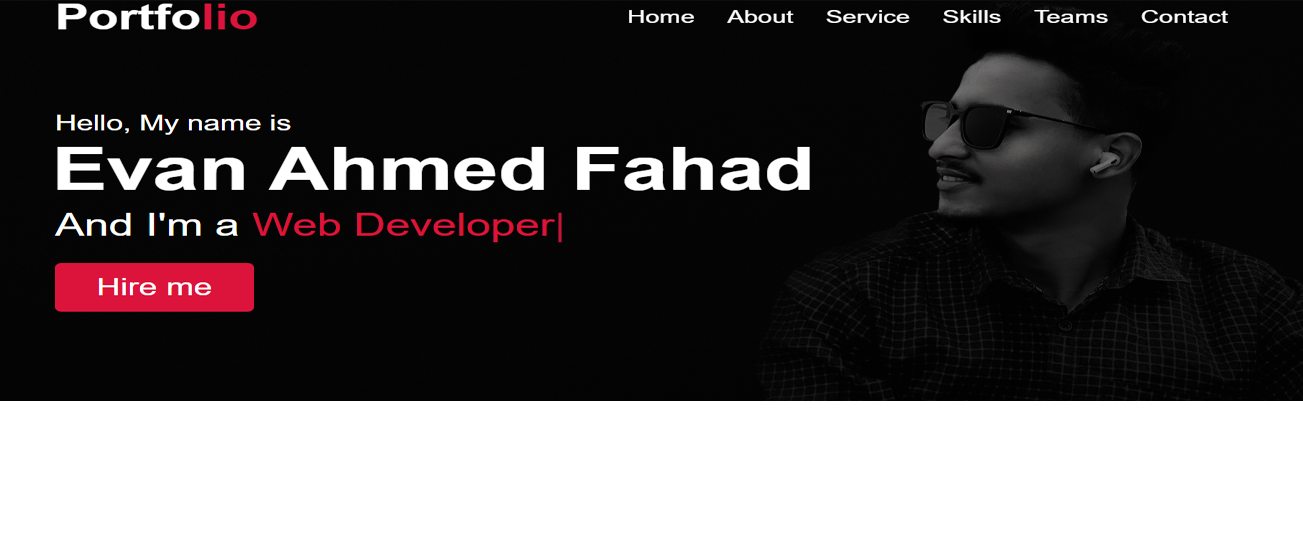 Portfolio
Home About Service Skills Teams Contact
Hello, My name is
Evan Ahmed Fahad
And I'm a Web Developer|
Hire me